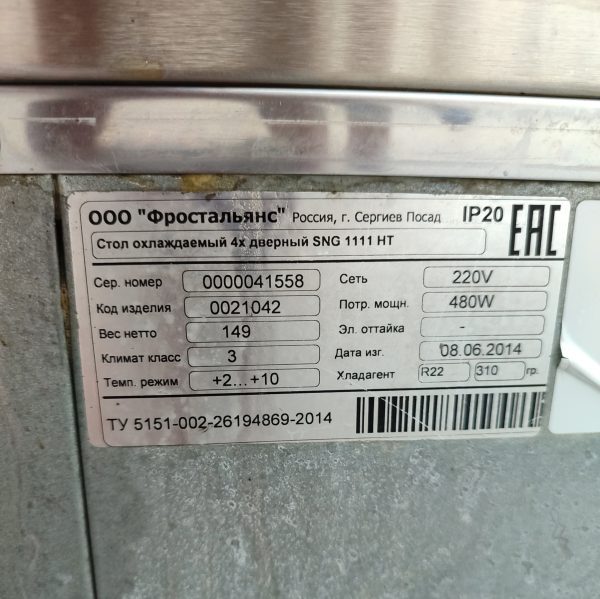 ООО "Фростальянс" Россия, г. Сергиев Посад IP20 EAC
Стол охлаждаемый 4х дверный SNG 1111 НТ
Сер. номер 0000041558 Сеть 220V
Код изделия 0021042 Потр. мощн. 480W
Вес нетто 149 Эл. оттайка -
Климат класс 3 Дата изг. 08.06.2014
Темп. режим +2...+10 Хладагент R22 310 гр.
ТУ 5151-002-26194869-2014